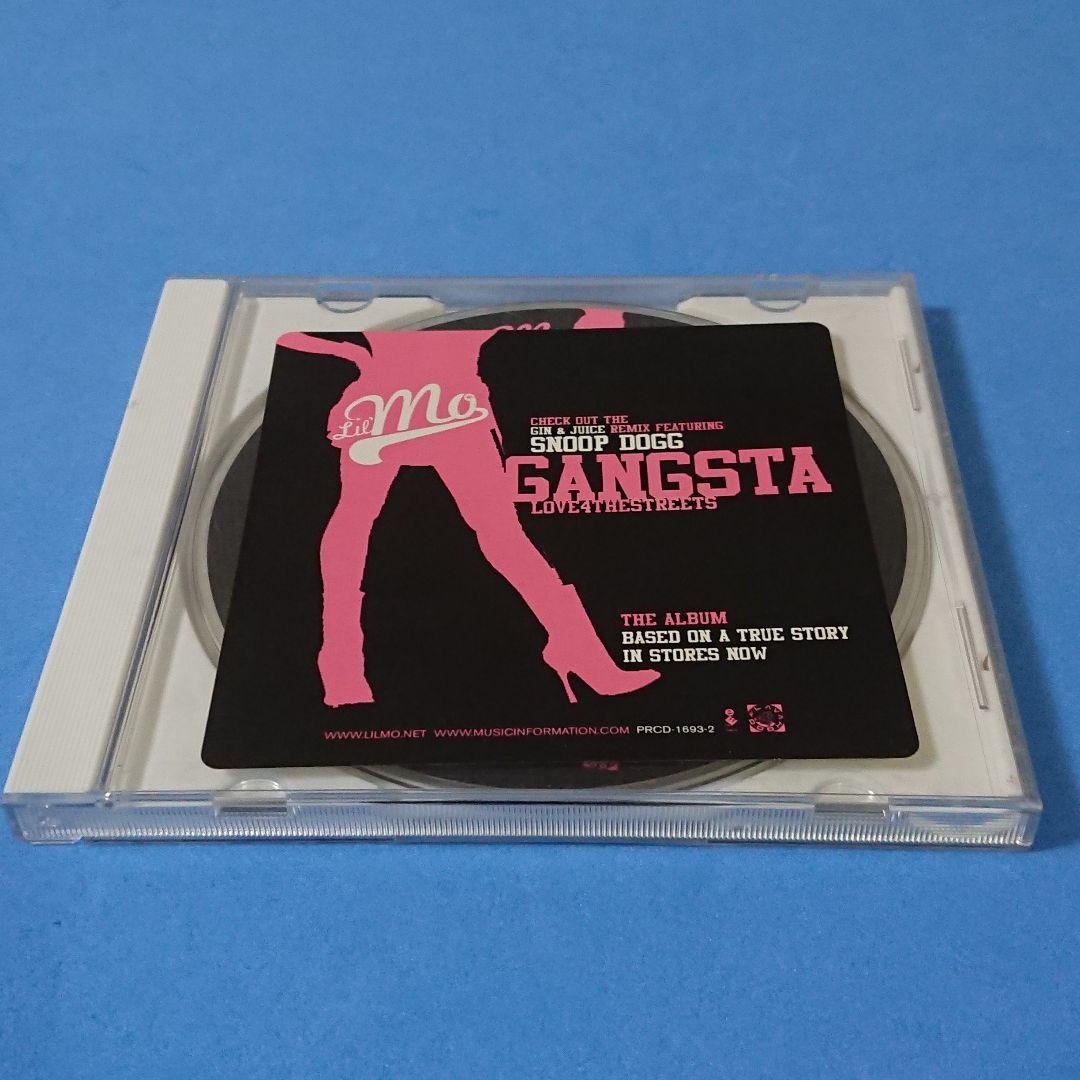 Lil' Mo
CHECK OUT THE
GIN & JUICE REMIX FEATURING
SNOOP DOGG
GANGSTA
LOVE4THESTREETS
THE ALBUM
BASED ON A TRUE STORY
IN STORES NOW
WWW.LILMO.NET WWW.MUSICINFORMATION.COM PRCD-1693-2